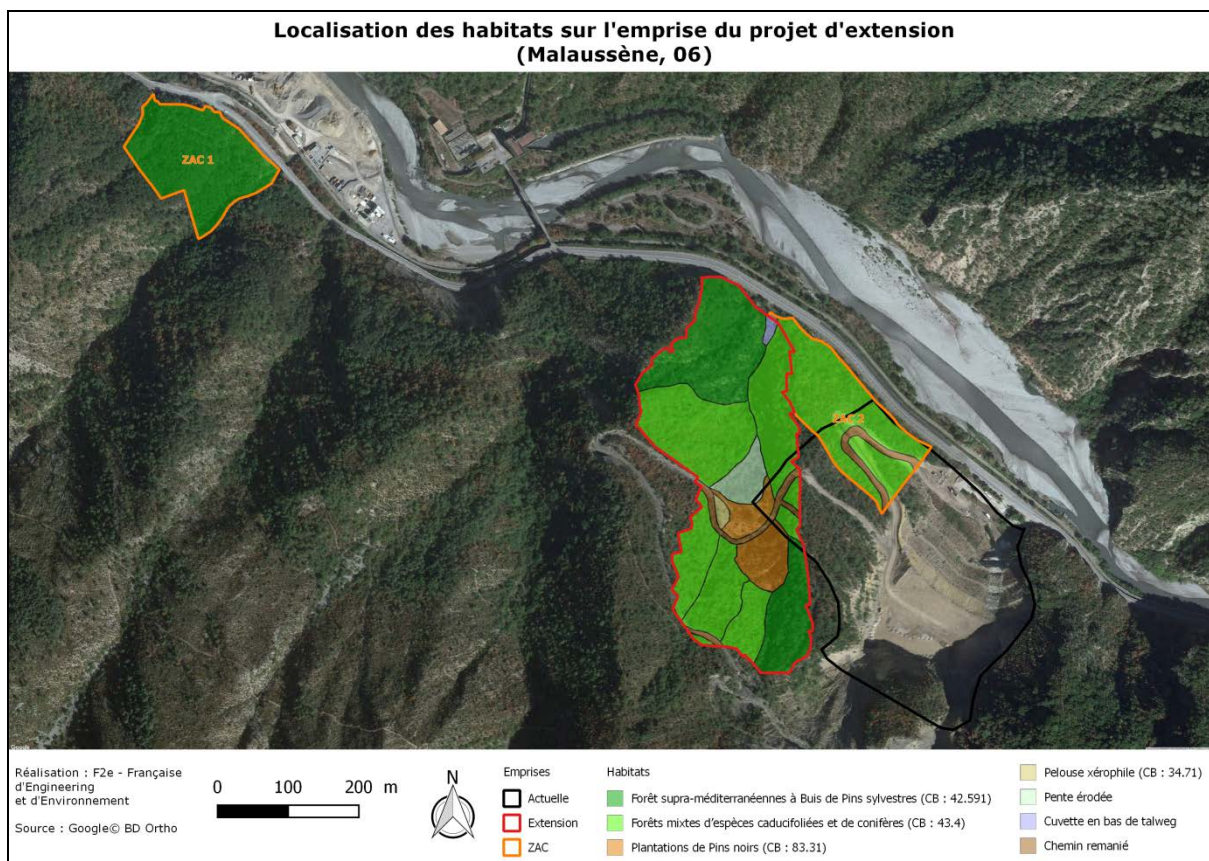 Localisation des habitats sur l'emprise du projet d'extension
(Malaussène, 06)
ZAC 1
ZAC 2
Google
Réalisation : F2e - Française
d'Engineering
et d'Environnement
Source : Google© BD Ortho
0 100 200 m
N
Emprises
Actuelle
Extension
ZAC
Habitats
Forêt supra-méditerranéennes à Buis de Pins sylvestres (CB : 42.591)
Forêts mixtes d'espèces caducifoliées et de conifères (CB : 43.4)
Plantations de Pins noirs (CB : 83.31)
Pelouse xérophile (CB : 34.71)
Pente érodée
Cuvette en bas de talweg
Chemin remanié